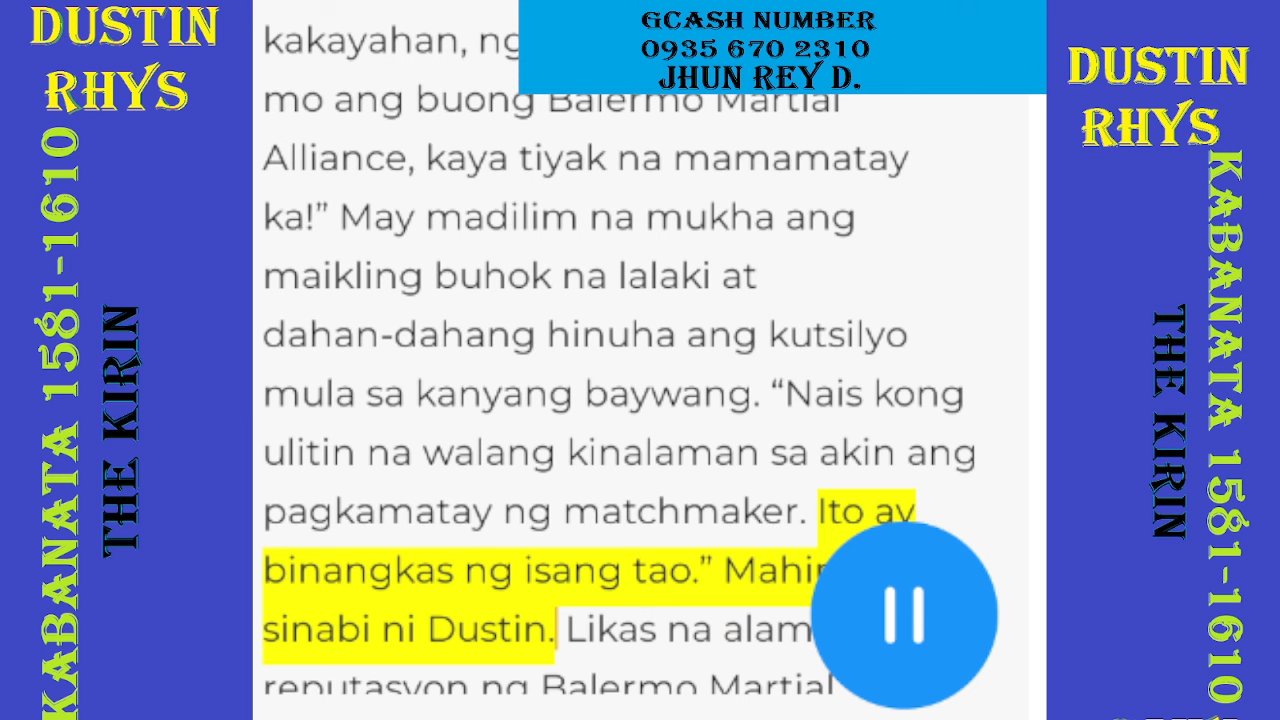 DUSTIN
RHYS
KABANATA 1581-1610
THE KIRIN
GCASH NUMBER
0935 670 2310
JHUN REY D.
kakayahan, ng
mo ang buong Balermo Martial
Alliance, kaya tiyak na mamamatay
ka!” May madilim na mukha ang
maikling buhok na lalaki at
dahan-dahang hinuha ang kutsilyo
mula sa kanyang baywang. “Nais kong
ulitin na walang kinalaman sa akin ang
pagkamatay ng matchmaker. Ito ay
binangkas ng isang tao.”
sinabi ni Dustin. Likas na
reputasyon ng Balermo Martial
DUSTIN
RHYS
KABANATA 1581-1610
THE KIRIN